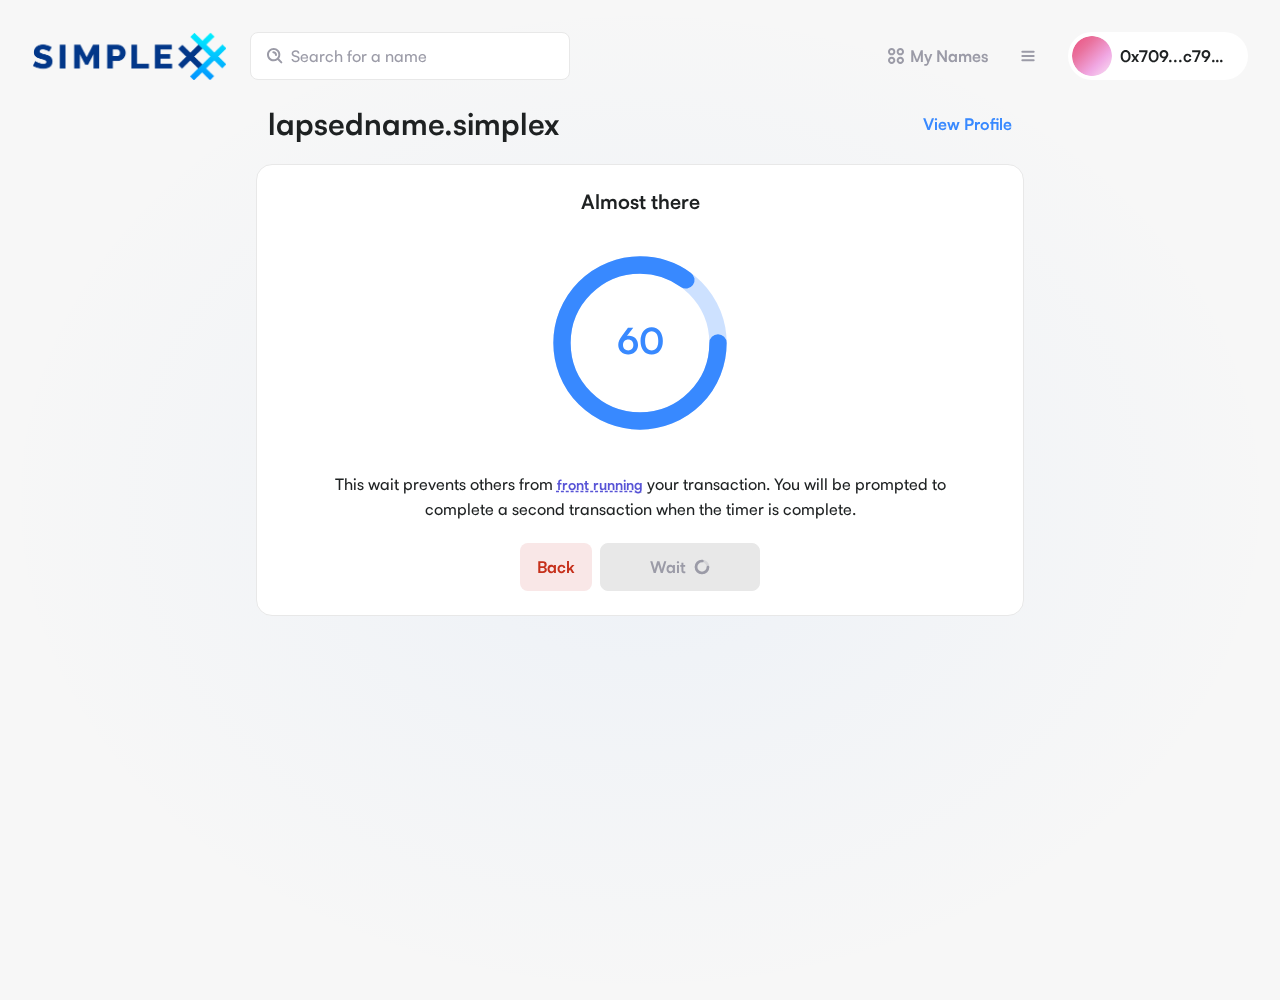 SIMPLEX
Search for a name
My Names
0x709...c79...
lapsedname.simplex
View Profile
Almost there
60
This wait prevents others from front running your transaction. You will be prompted to
complete a second transaction when the timer is complete.
Back
Wait